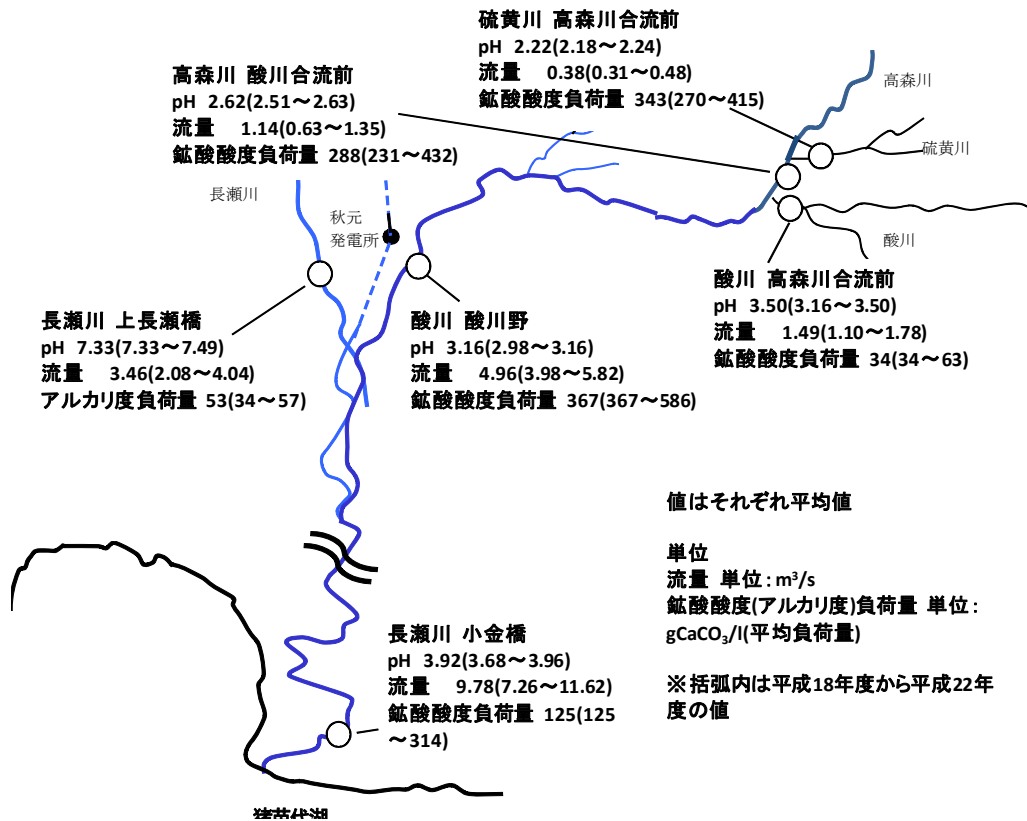 硫黄川 高森川合流前
pH 2.22(2.18～2.24)
流量 0.38(0.31～0.48)
鉱酸酸度負荷量 343(270～415)
高森川 酸川合流前
pH 2.62(2.51～2.63)
流量 1.14(0.63～1.35)
鉱酸酸度負荷量 288(231～432)
高森川
硫黄川
長瀬川
秋元
発電所
酸川
酸川 高森川合流前
pH 3.50(3.16～3.50)
流量 1.49(1.10～1.78)
鉱酸酸度負荷量 34(34～63)
長瀬川 上長瀬橋
pH 7.33(7.33～7.49)
流量 3.46(2.08～4.04)
アルカリ度負荷量 53(34～57)
酸川 酸川野
pH 3.16(2.98～3.16)
流量 4.96(3.98～5.82)
鉱酸酸度負荷量 367(367～586)
値はそれぞれ平均値
単位
流量 単位：m³/s
鉱酸酸度(アルカリ度)負荷量 単位：
gCaCO₃/l(平均負荷量)
※括弧内は平成18年度から平成22年
度の値
長瀬川 小金橋
pH 3.92(3.68～3.96)
流量 9.78(7.26～11.62)
鉱酸酸度負荷量 125(125
～314)
猪苗代湖